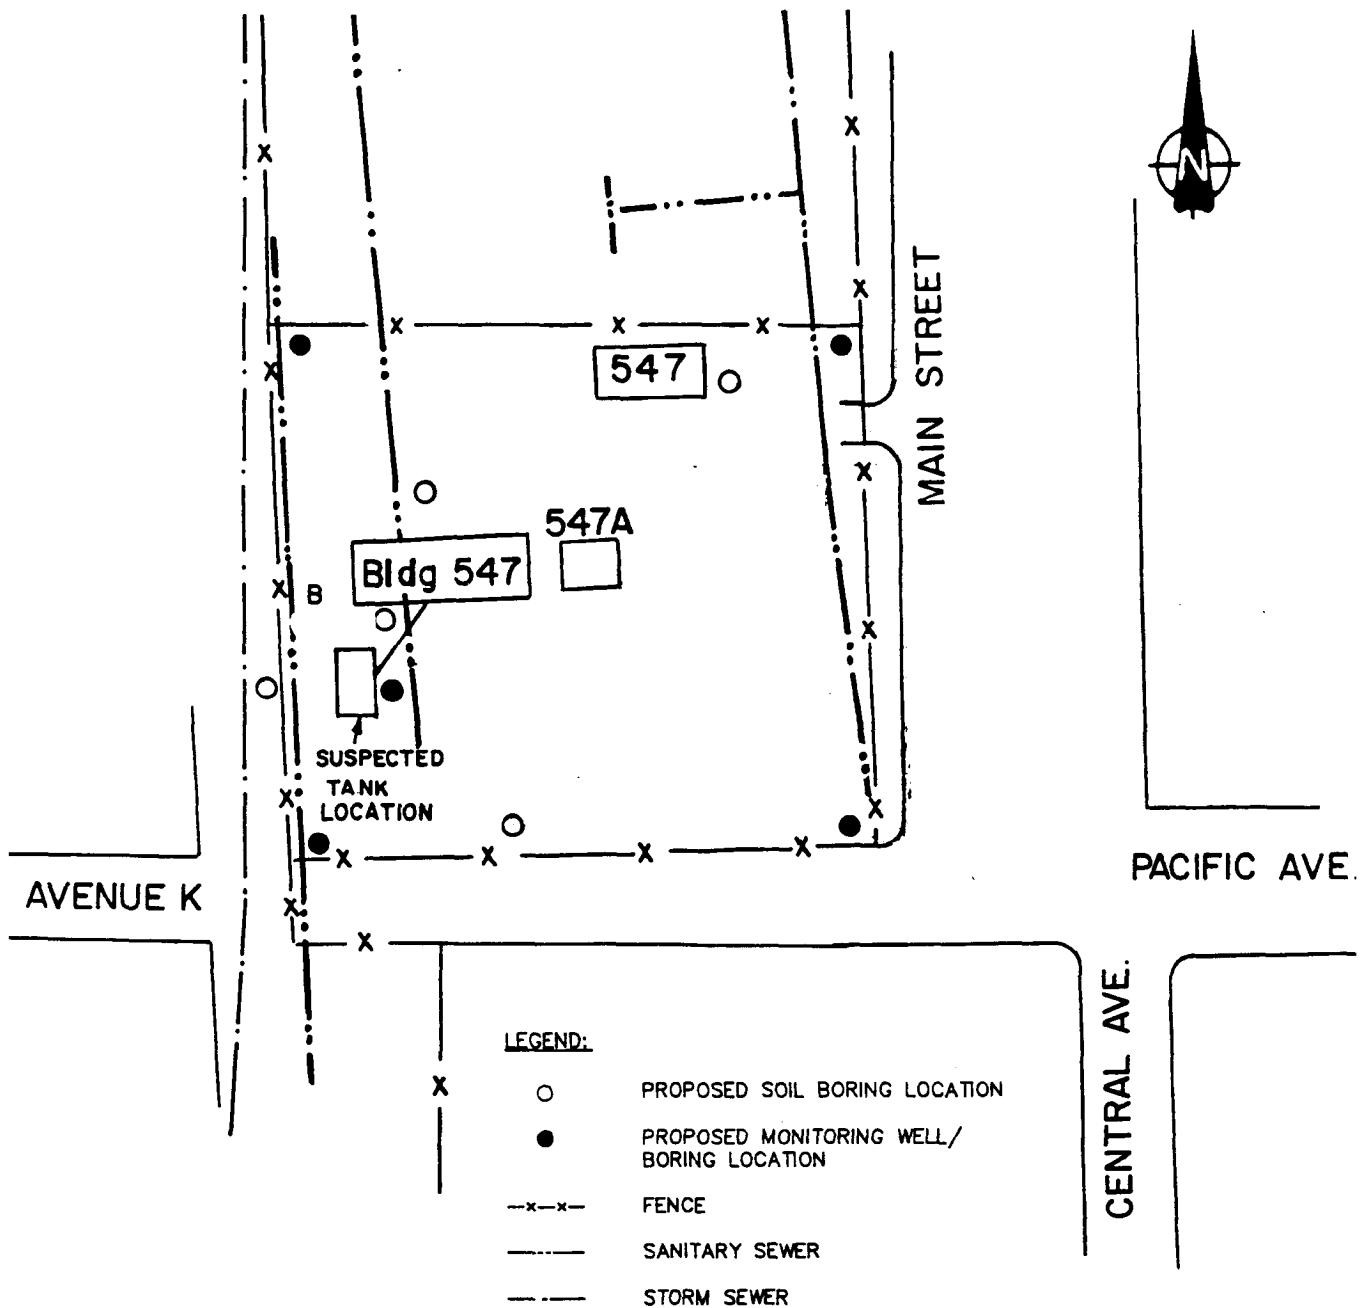 N
MAIN STREET
547
547A
Bldg 547
B
SUSPECTED
TANK
LOCATION
AVENUE K
PACIFIC AVE.
CENTRAL AVE.
LEGEND:
PROPOSED SOIL BORING LOCATION
PROPOSED MONITORING WELL/
BORING LOCATION
-x-x- FENCE
SANITARY SEWER
STORM SEWER